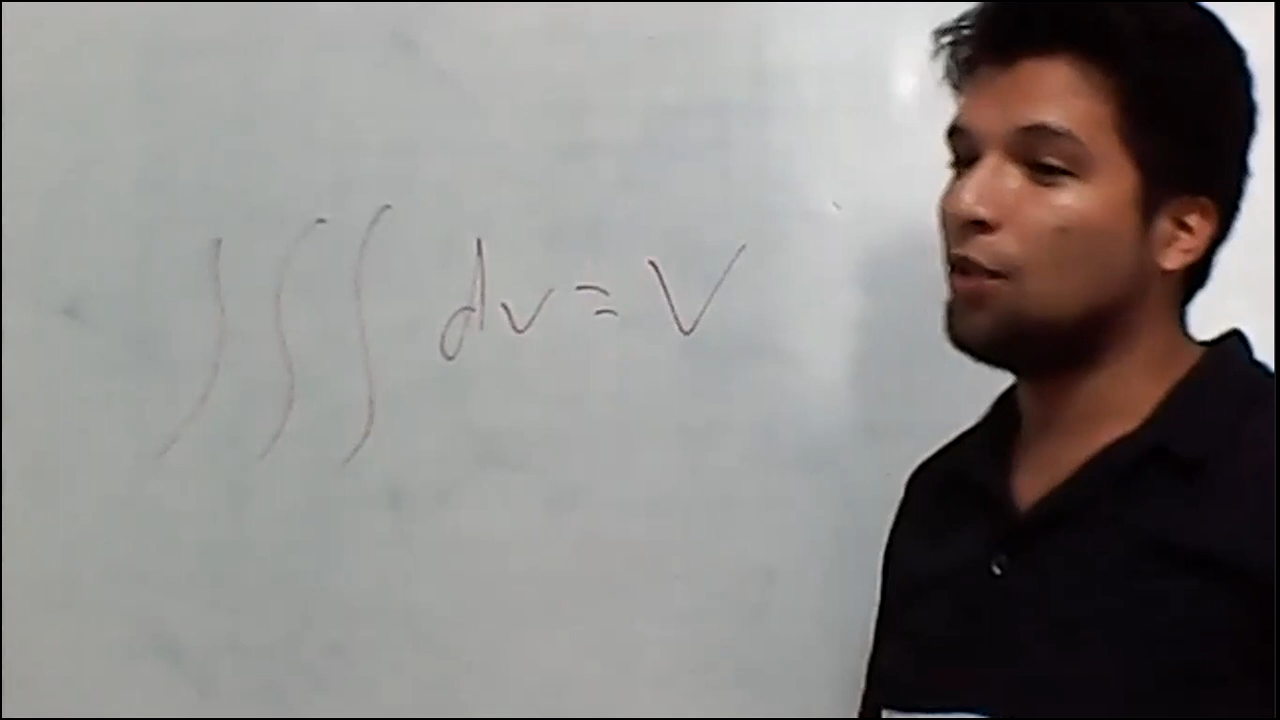 ∫∫∫ dv = V